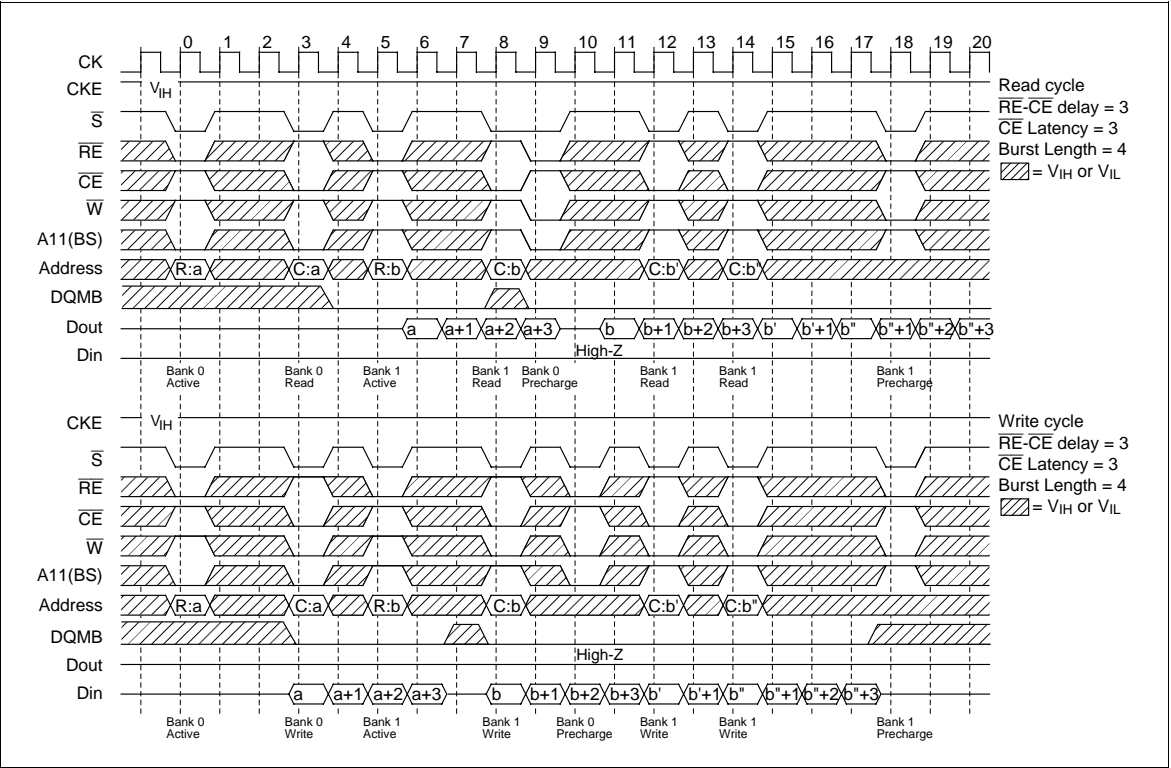 0 1 2 3 4 5 6 7 8 9 10 11 12 13 14 15 16 17 18 19 20
CK
CKE VIH
S
RE
CE
W
A11(BS)
Address R:a C:a R:b C:b C:b' C:b"
DQMB
Dout a a+1 a+2 a+3 b b+1 b+2 b+3 b' b'+1 b" b"+1 b"+2 b"+3
Din High-Z
Bank 0 Active
Bank 0 Read
Bank 1 Active
Bank 1 Read
Bank 0 Precharge
Bank 1 Read
Bank 1 Read
Bank 1 Precharge
Read cycle
RE-CE delay = 3
CE Latency = 3
Burst Length = 4
= VIH or VIL
CKE VIH
S
RE
CE
W
A11(BS)
Address R:a C:a R:b C:b C:b' C:b"
DQMB
Dout High-Z
Din a a+1 a+2 a+3 b b+1 b+2 b+3 b' b'+1 b" b"+1 b"+2 b"+3
Bank 0 Active
Bank 0 Write
Bank 1 Active
Bank 1 Write
Bank 0 Precharge
Bank 1 Write
Bank 1 Write
Bank 1 Precharge
Write cycle
RE-CE delay = 3
CE Latency = 3
Burst Length = 4
= VIH or VIL